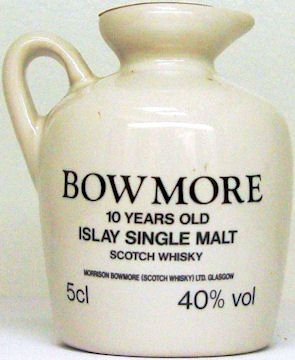 BOWMORE
10 YEARS OLD
ISLAY SINGLE MALT
SCOTCH WHISKY
MORRISON BOWMORE (SCOTCH WHISKY) LTD. GLASGOW
5cl 40% vol